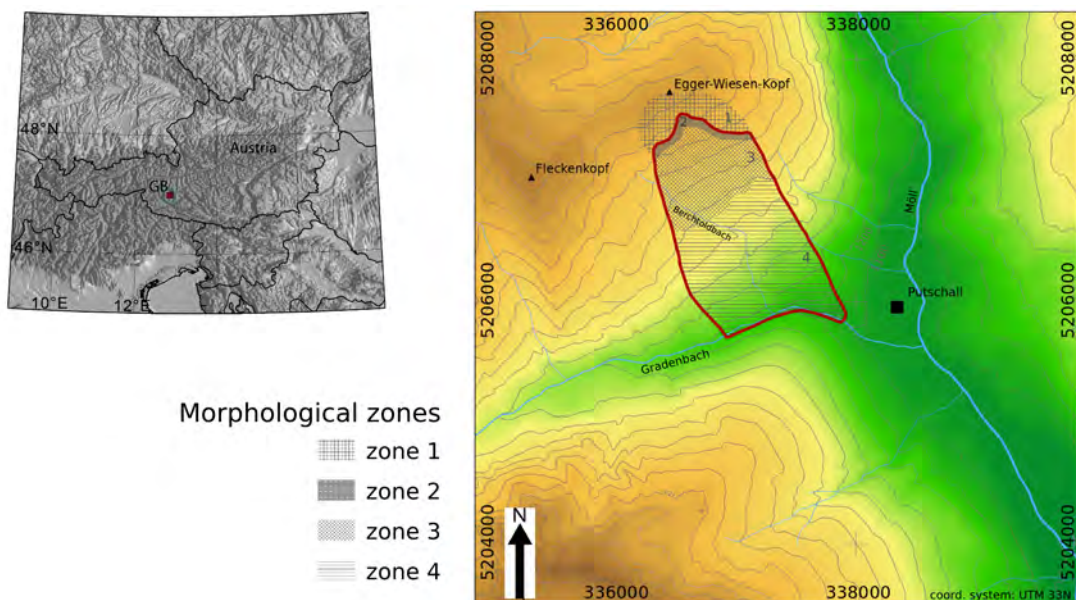 48°N
Austria
GB
46°N
10°E
12°E
Morphological zones
zone 1
zone 2
zone 3
zone 4
336000
338000
5208000
5208000
Egger-Wiesen-Kopf
1
2
3
Fleckenkopf
Berchtoldbach
Möll
4
Putschall
5206000
5206000
Gradenbach
N
5204000
5204000
336000
338000
coord. system: UTM 33N